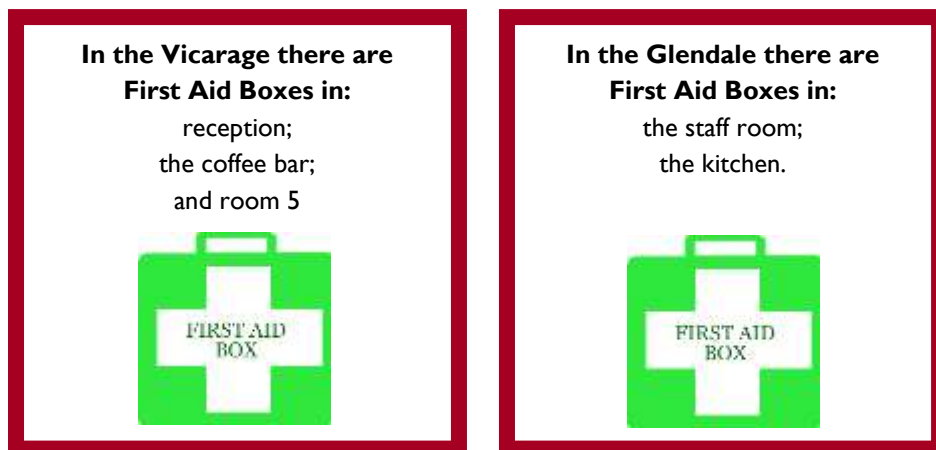 In the Vicarage there are
First Aid Boxes in:
reception;
the coffee bar;
and room 5
FIRST AID
BOX
In the Glendale there are
First Aid Boxes in:
the staff room;
the kitchen.
FIRST AID
BOX